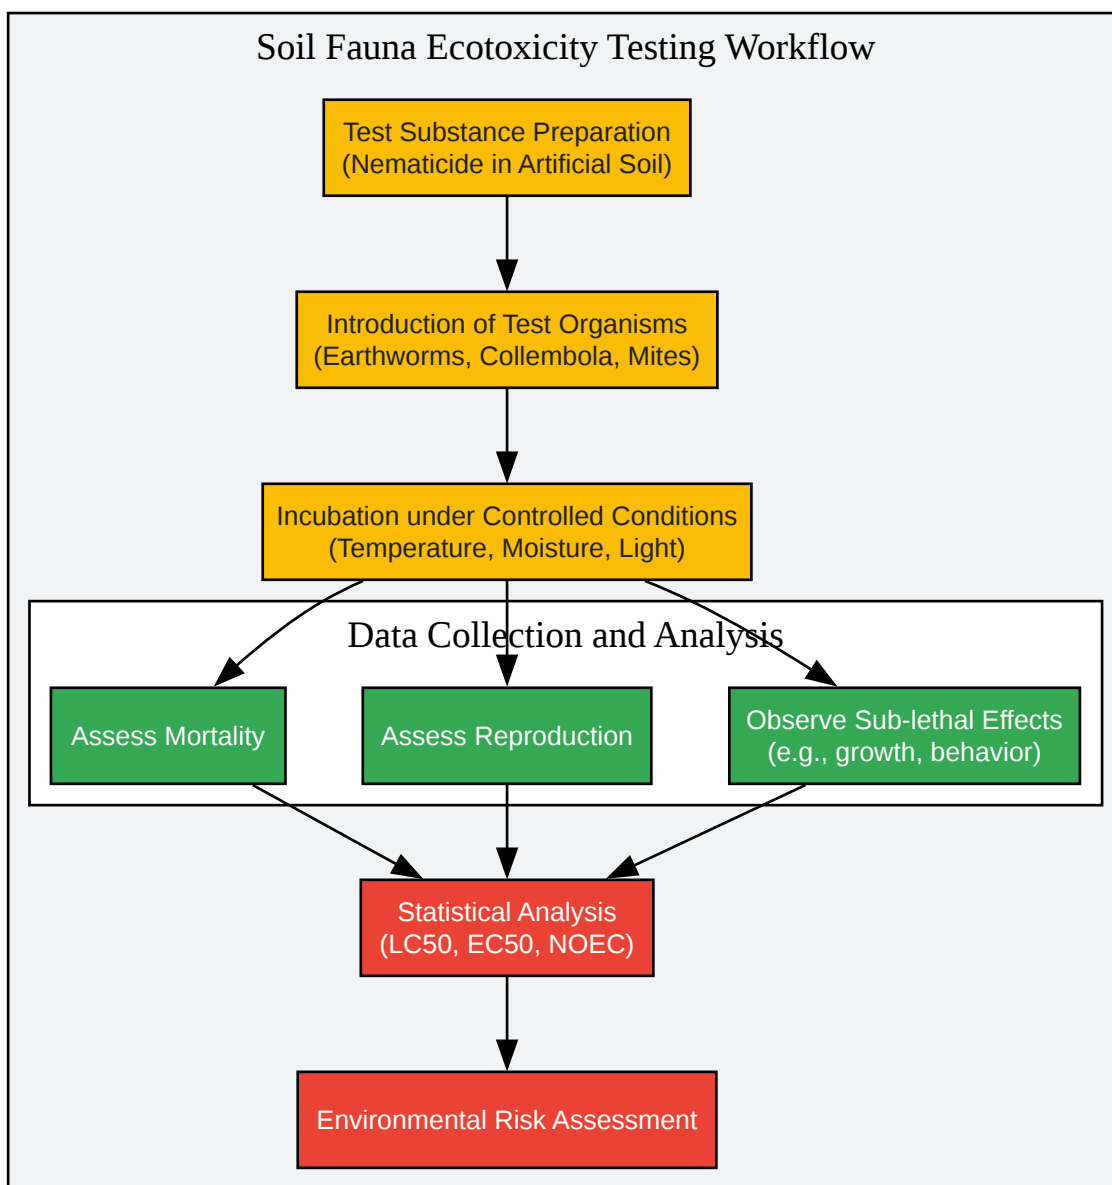 Soil Fauna Ecotoxicity Testing Workflow
Test Substance Preparation
(Nematicide in Artificial Soil)
Introduction of Test Organisms
(Earthworms, Collembola, Mites)
Incubation under Controlled Conditions
(Temperature, Moisture, Light)
Data Collection and Analysis
Assess Mortality
Assess Reproduction
Observe Sub-lethal Effects
(e.g., growth, behavior)
Statistical Analysis
(LC50, EC50, NOEC)
Environmental Risk Assessment